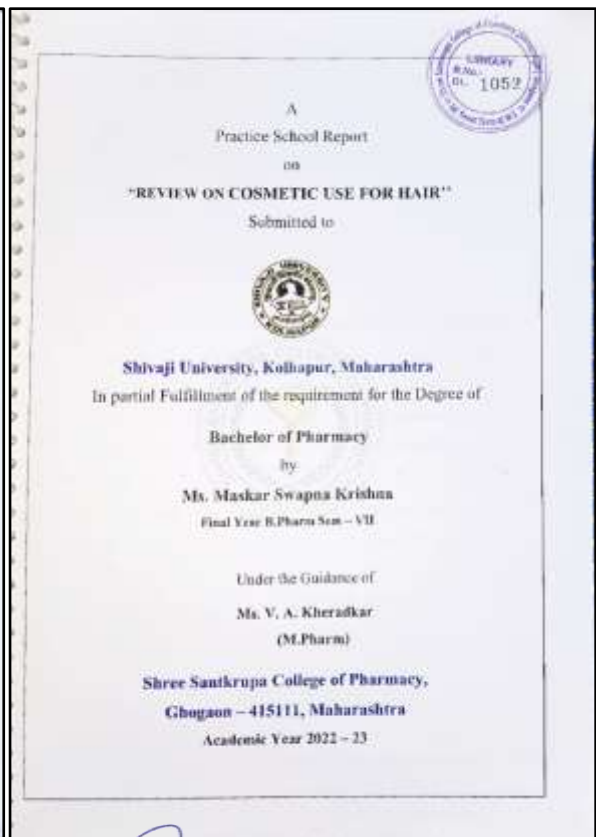 LIBRARY
1052
A
Practice School Report
on
"REVIEW ON COSMETIC USE FOR HAIR"
Submitted to
SHIVAJI UNIVERSITY
KOLHAPUR
Shivaji University, Kolhapur, Maharashtra
In partial Fulfillment of the requirement for the Degree of
Bachelor of Pharmacy
by
Ms. Maskar Swapna Krishna
Final Year B.Pharm Sem – VII
Under the Guidance of
Ms. V. A. Kheradkar
(M.Pharm)
Shree Santkrupa College of Pharmacy,
Ghogaon – 415111, Maharashtra
Academic Year 2022 – 23